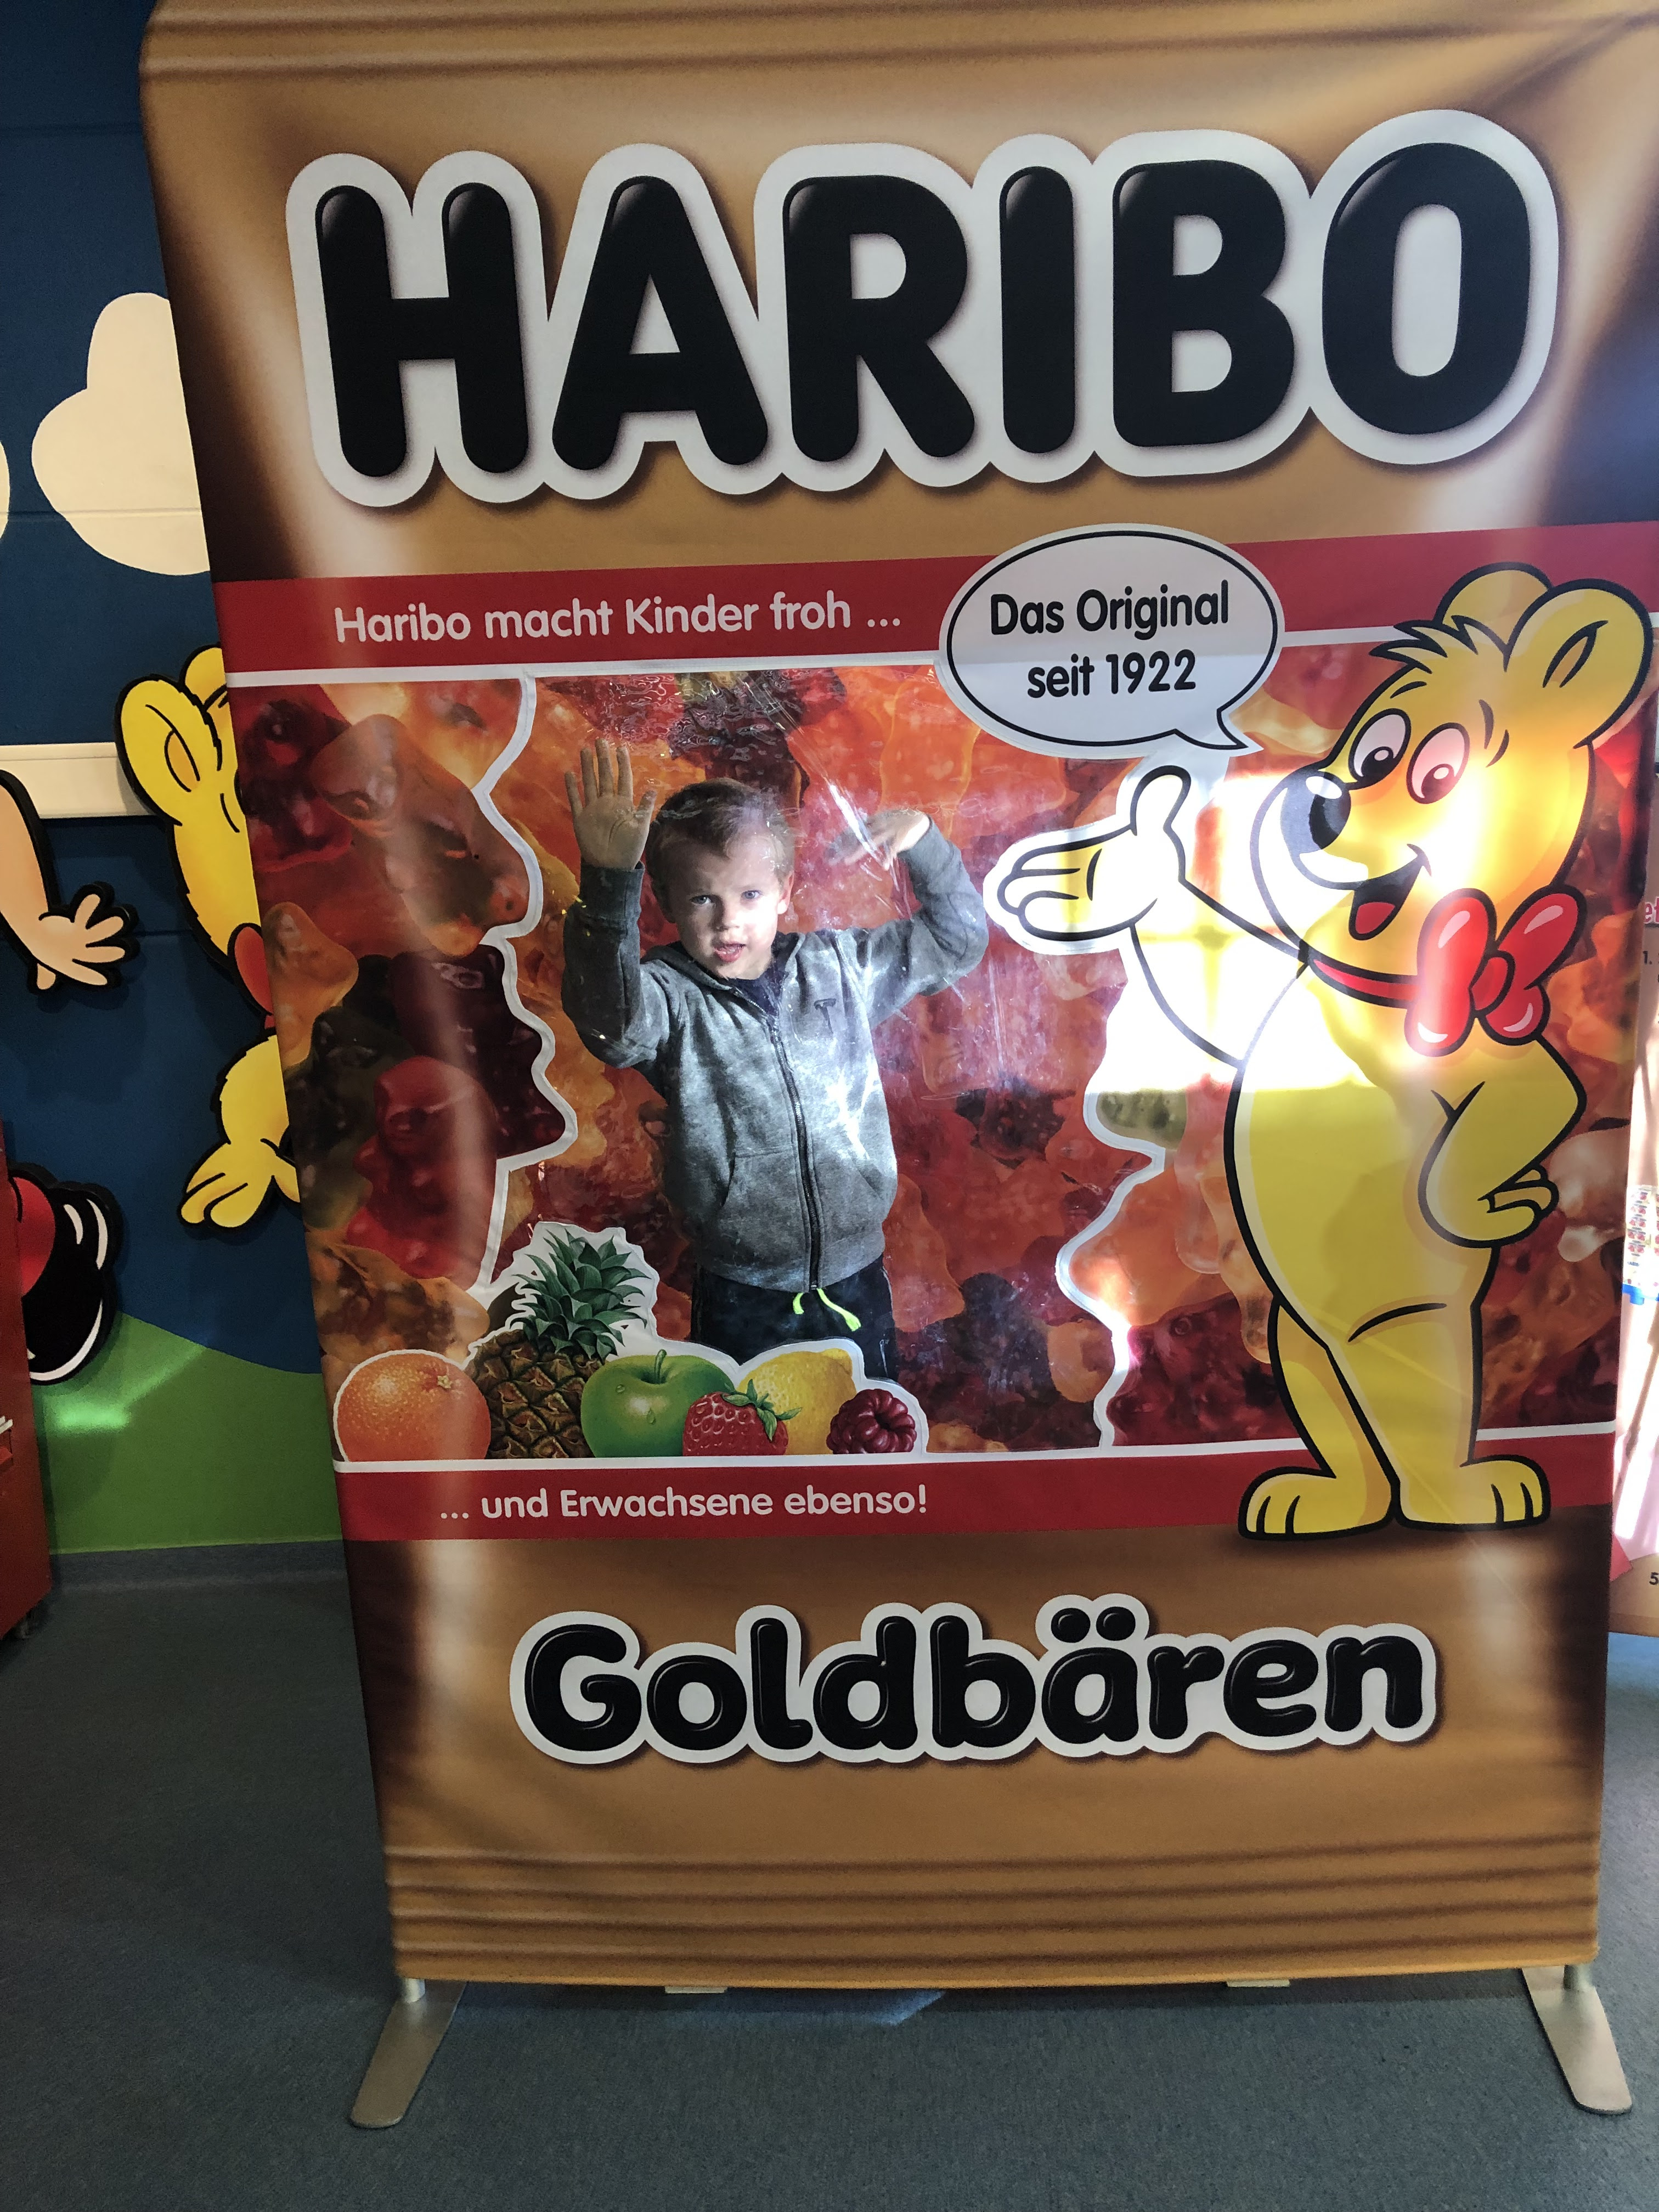 HARIBO
Haribo macht Kinder froh ...
Das Original
seit 1922
... und Erwachsene ebenso!
Goldbären